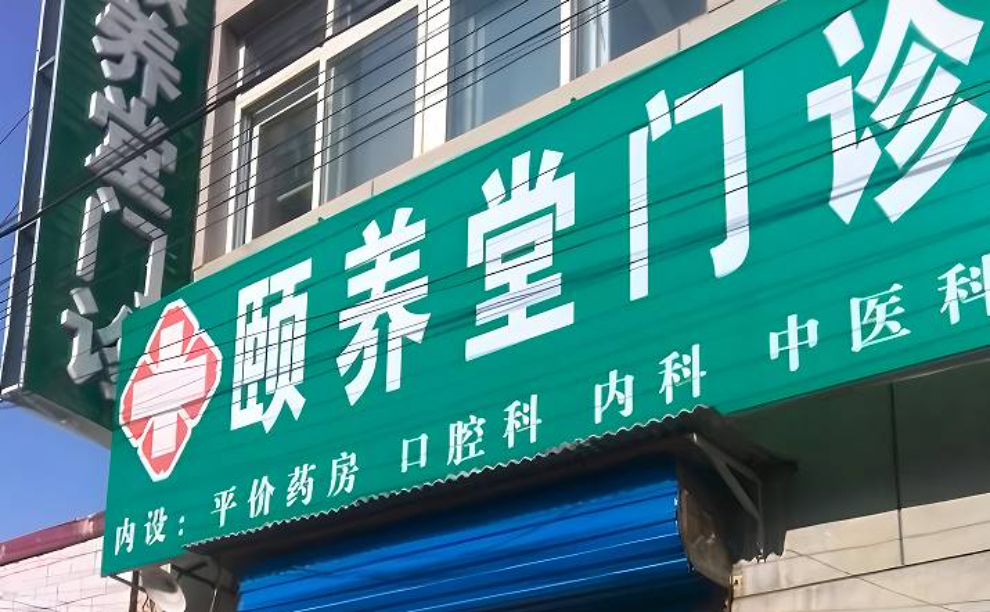 养堂门诊
颐养堂门诊
内设：平价药房 口腔科 内科 中医科